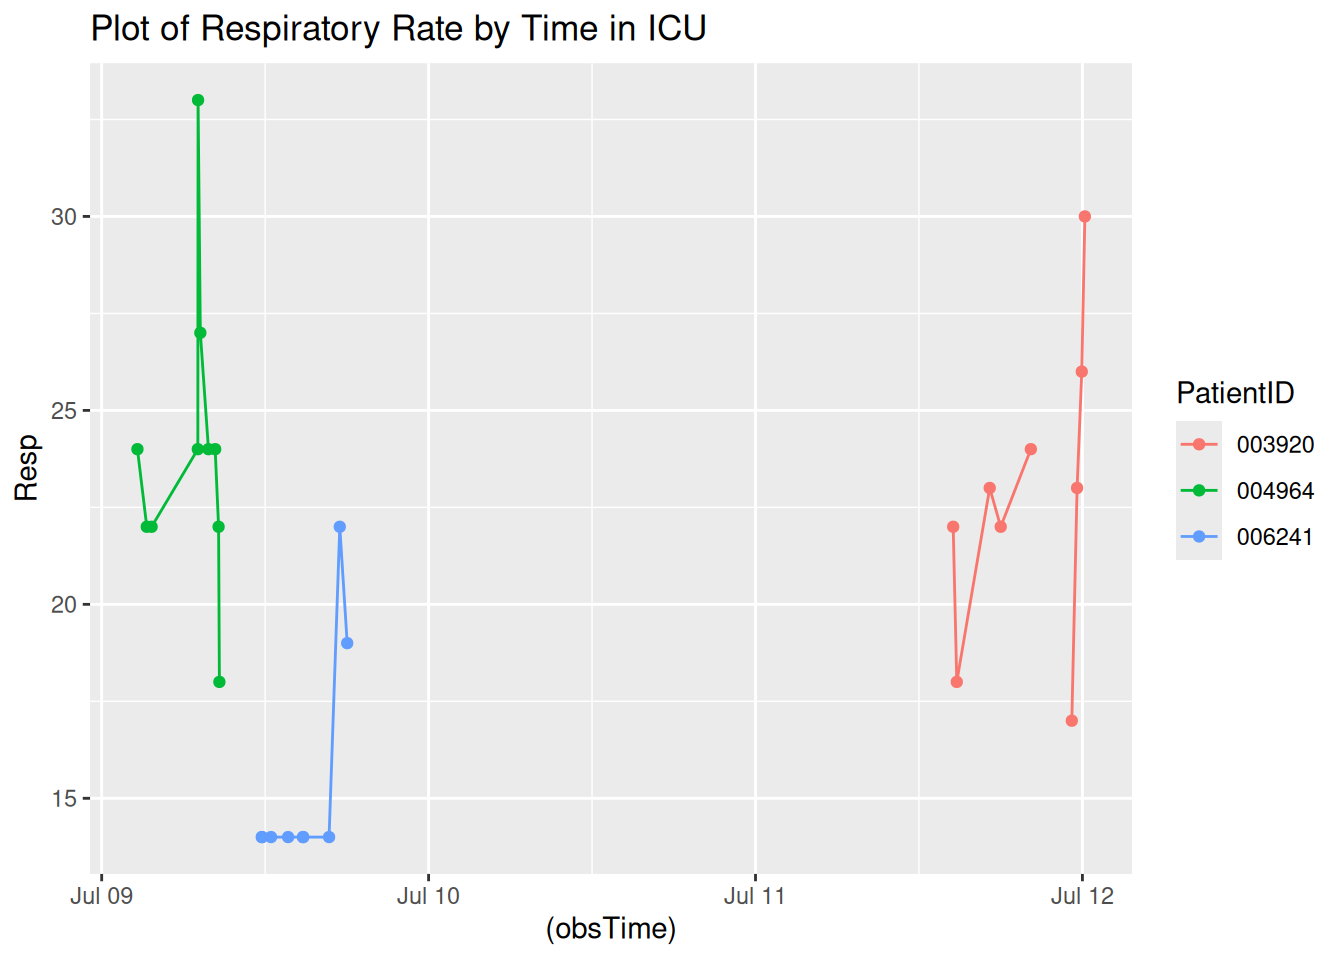 Plot of Respiratory Rate by Time in ICU
Resp
30
25
20
15
Jul 09
Jul 10
Jul 11
Jul 12
(obsTime)
PatientID
003920
004964
006241